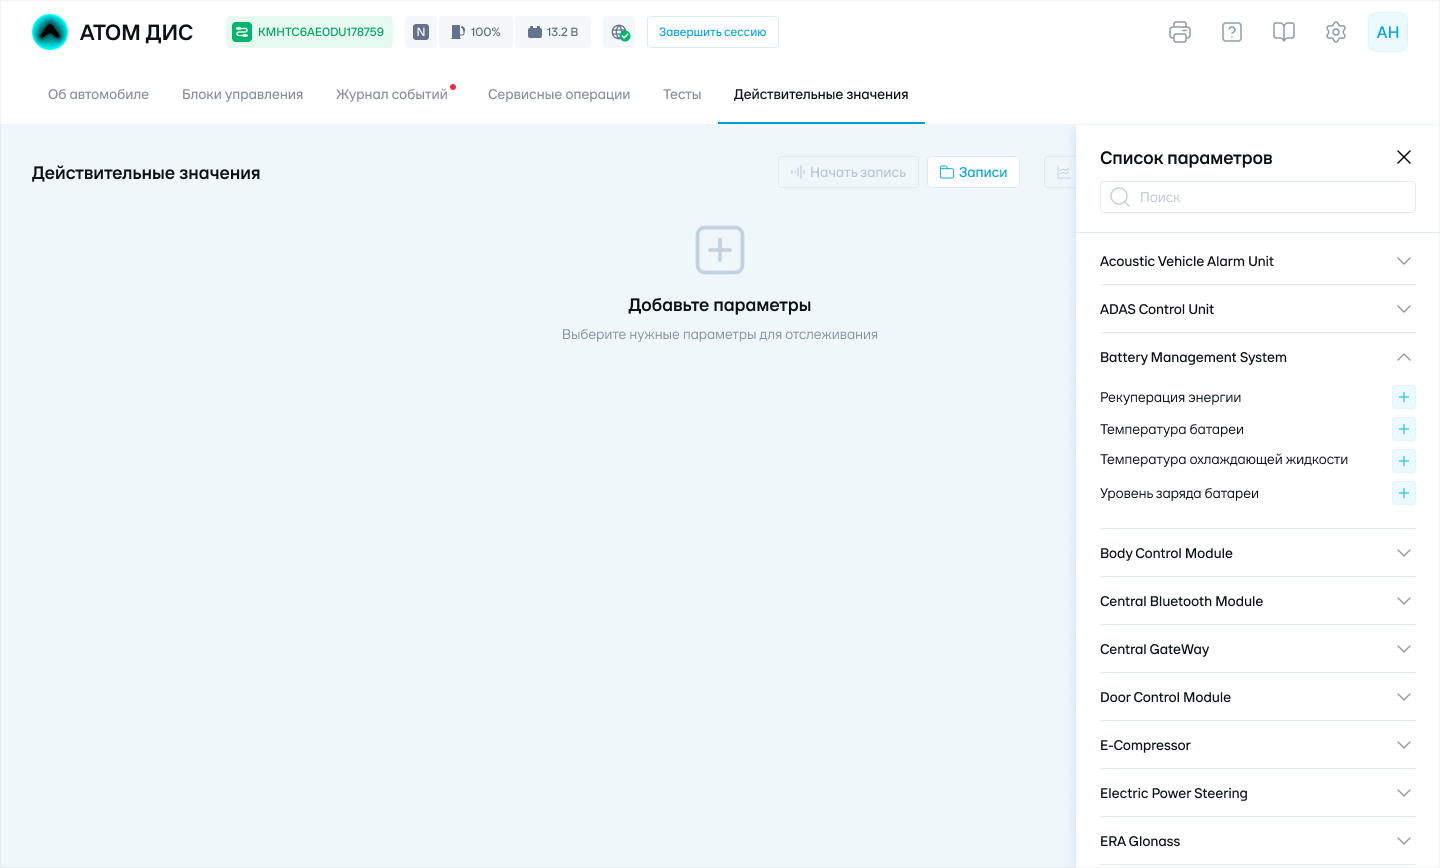 АТОМ ДИС
KMHTC6AE0DU178759
N
100%
13.2 В
Завершить сессию
?
АН
Об автомобиле
Блоки управления
Журнал событий
Сервисные операции
Тесты
Действительные значения
Действительные значения
Начать запись
Записи
Добавьте параметры
Выберите нужные параметры для отслеживания
Список параметров
Поиск
Acoustic Vehicle Alarm Unit
ADAS Control Unit
Battery Management System
Рекуперация энергии
Температура батареи
Температура охлаждающей жидкости
Уровень заряда батареи
Body Control Module
Central Bluetooth Module
Central GateWay
Door Control Module
E-Compressor
Electric Power Steering
ERA Glonass